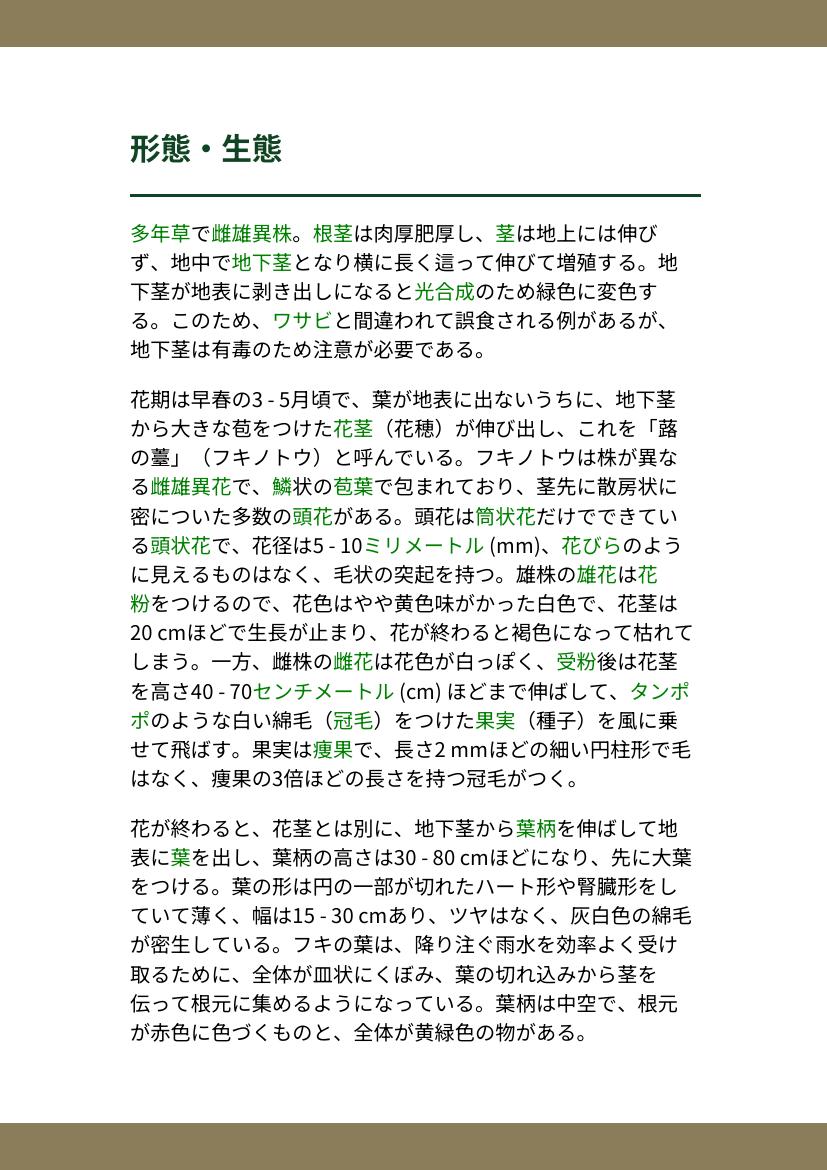 形態・生態
多年草で雌雄異株。根茎は肉厚肥厚し、茎は地上には伸び
ず、地中で地下茎となり横に長く這って伸びて増殖する。地
下茎が地表に剥き出しになると光合成のため緑色に変色す
る。このため、ワサビと間違われて誤食される例があるが、
地下茎は有毒のため注意が必要である。
花期は早春の3 - 5月頃で、葉が地表に出ないうちに、地下茎
から大きな苞をつけた花茎（花穂）が伸び出し、これを「蕗
の薹」（フキノトウ）と呼んでいる。フキノトウは株が異な
る雌雄異花で、鱗状の苞葉で包まれており、茎先に散房状に
密についた多数の頭花がある。頭花は筒状花だけでできてい
る頭状花で、花径は5 - 10ミリメートル (mm)、花びらのよう
に見えるものはなく、毛状の突起を持つ。雄株の雄花は花
粉をつけるので、花色はやや黄色味がかった白色で、花茎は
20 cmほどで生長が止まり、花が終わると褐色になって枯れて
しまう。一方、雌株の雌花は花色が白っぽく、受粉後は花茎
を高さ40 - 70センチメートル (cm) ほどまで伸ばして、タンポ
ポのような白い綿毛（冠毛）をつけた果実（種子）を風に乗
せて飛ばす。果実は痩果で、長さ2 mmほどの細い円柱形で毛
はなく、痩果の3倍ほどの長さを持つ冠毛がつく。
花が終わると、花茎とは別に、地下茎から葉柄を伸ばして地
表に葉を出し、葉柄の高さは30 - 80 cmほどになり、先に大葉
をつける。葉の形は円の一部が切れたハート形や腎臓形をし
ていて薄く、幅は15 - 30 cmあり、ツヤはなく、灰白色の綿毛
が密生している。フキの葉は、降り注ぐ雨水を効率よく受け
取るために、全体が皿状にくぼみ、葉の切れ込みから茎を
伝って根元に集めるようになっている。葉柄は中空で、根元
が赤色に色づくものと、全体が黄緑色の物がある。